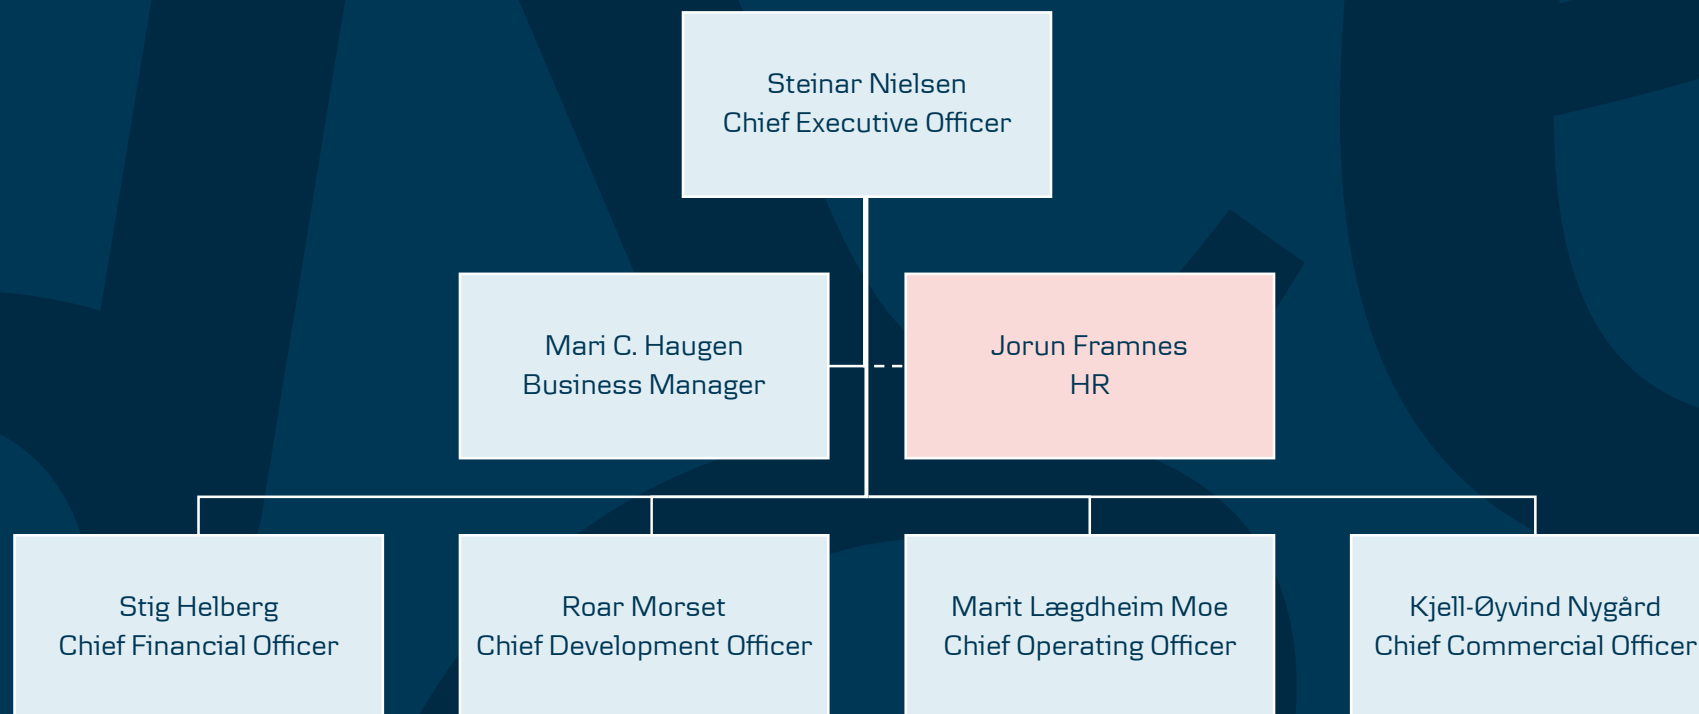 Steinar Nielsen
Chief Executive Officer
Mari C. Haugen
Business Manager
Jorun Framnes
HR
Stig Helberg
Chief Financial Officer
Roar Morset
Chief Development Officer
Marit Lægdheim Moe
Chief Operating Officer
Kjell-Øyvind Nygård
Chief Commercial Officer